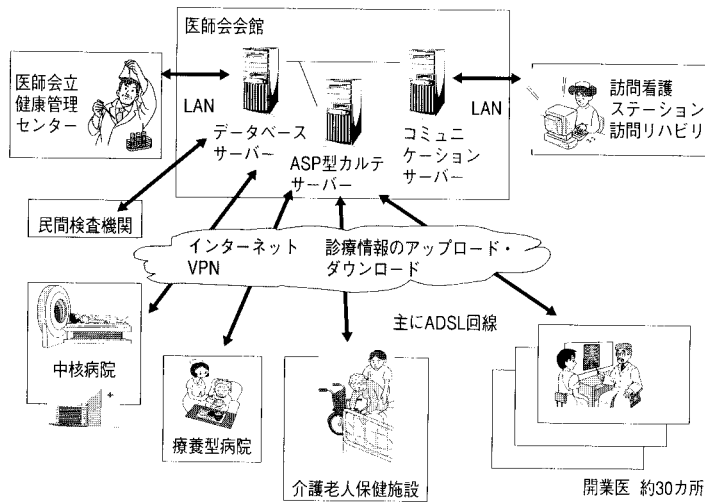 医師会会館
医師会立
健康管理
センター
LAN
データベース
サーバー
ASP型カルテ
サーバー
コミュニ
ケーション
サーバー
LAN
訪問看護
ステーション
訪問リハビリ
民間検査機関
インターネット
VPN
診療情報のアップロード・
ダウンロード
主にADSL回線
中核病院
療養型病院
介護老人保健施設
開業医 約30カ所